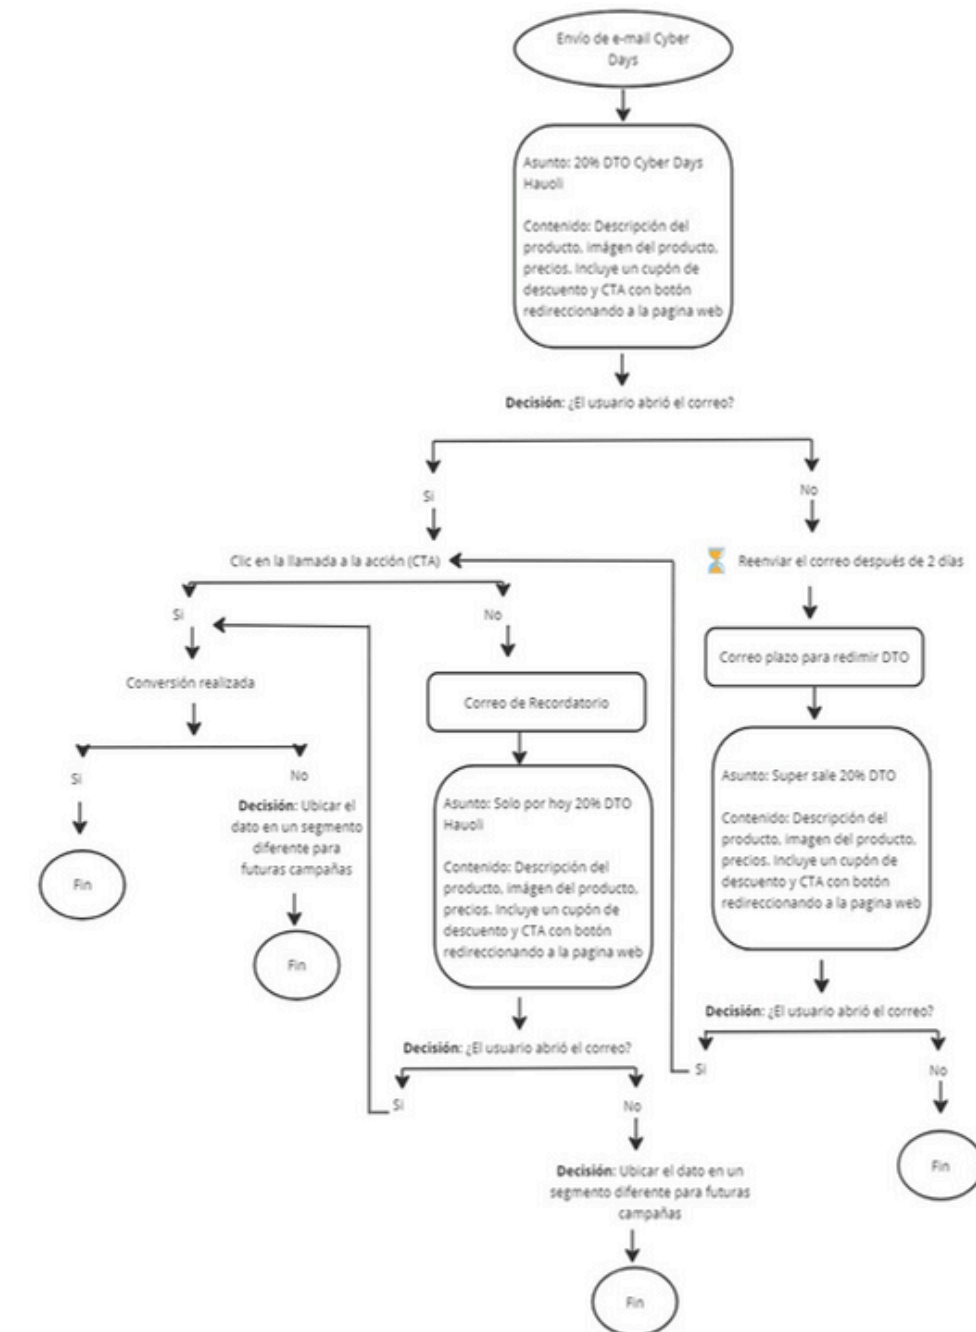 Envío de e-mail Cyber
Days
Asunto: 20% DTO Cyber Days
Hauoli
Contenido: Descripción del
producto, imágen del producto,
precios. Incluye un cupón de
descuento y CTA con botón
redireccionando a la pagina web
Decisión: ¿El usuario abrió el correo?
Si
No
Clic en la llamada a la acción (CTA)
Reenviar el correo después de 2 días
Si
No
Correo plazo para redimir DTO
Conversión realizada
Correo de Recordatorio
Si
No
Decisión: Ubicar el
dato en un segmento
diferente para
futuras campañas
Fin
Fin
Asunto: Solo por hoy 20% DTO
Hauoli
Contenido: Descripción del
producto, imágen del producto,
precios. Incluye un cupón de
descuento y CTA con botón
redireccionando a la pagina web
Asunto: Super sale 20% DTO
Contenido: Descripción del
producto, imagen del producto,
precios. Incluye un cupón de
descuento y CTA con botón
redireccionando a la pagina web
Decisión: ¿El usuario abrió el correo?
Si
No
Fin
Decisión: ¿El usuario abrió el correo?
Si
No
Decisión: Ubicar el dato en un
segmento diferente para futuras
campañas
Fin